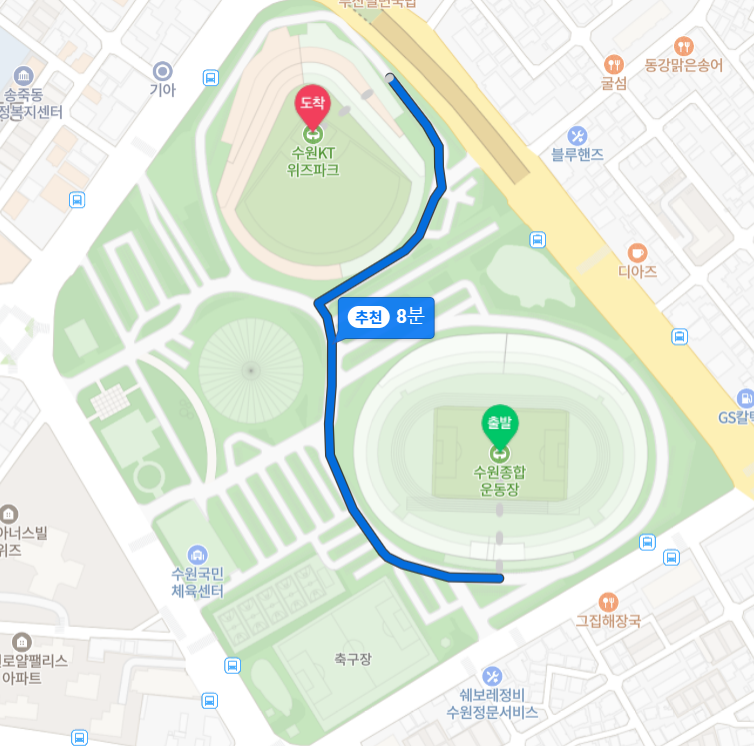 동강맑은송어
굴섬
송죽동
정복지센터
기아
도착
수원KT
위즈파크
블루핸즈
디아즈
추천 8분
GS칼텍
출발
수원종합
운동장
아너스빌
위즈
수원국민
체육센터
그집해장국
축구장
로얄팰리스
아파트
쉐보레정비
수원정문서비스